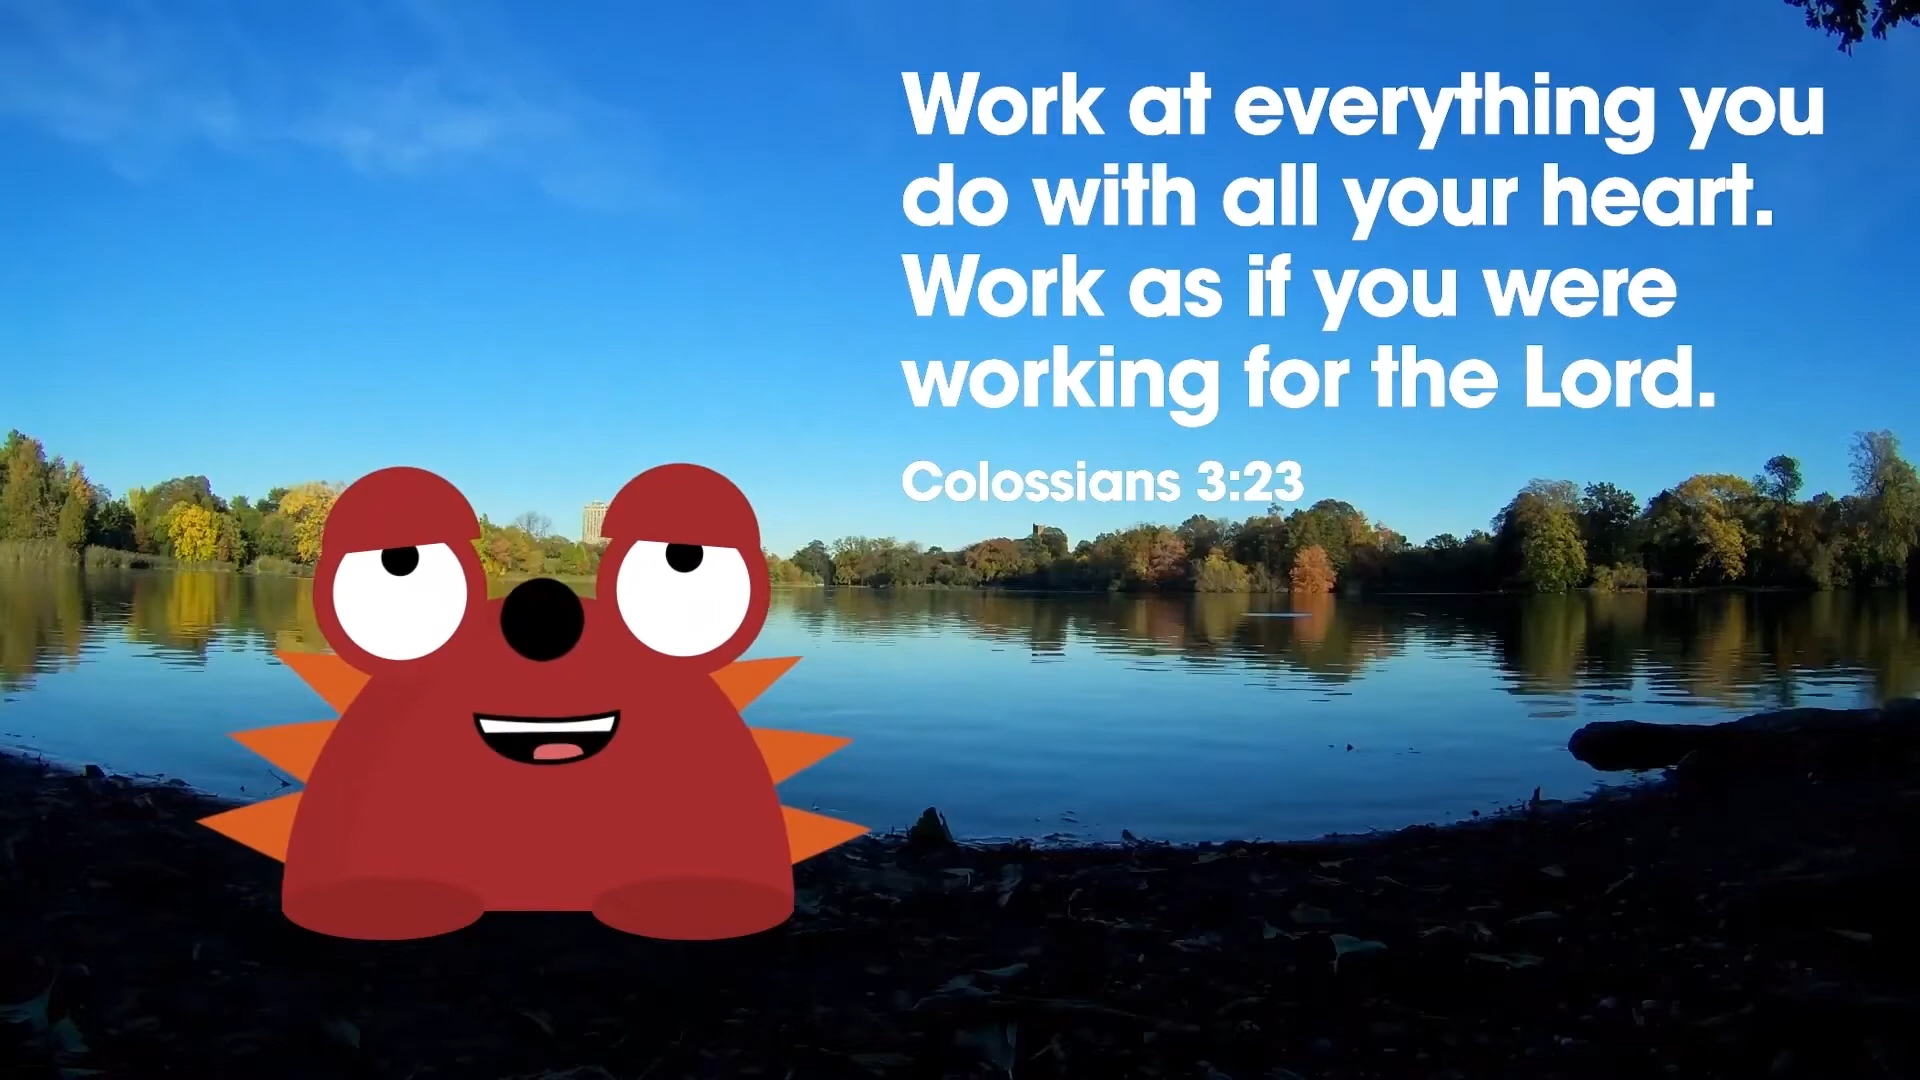 Work at everything you
do with all your heart.
Work as if you were
working for the Lord.
Colossians 3:23